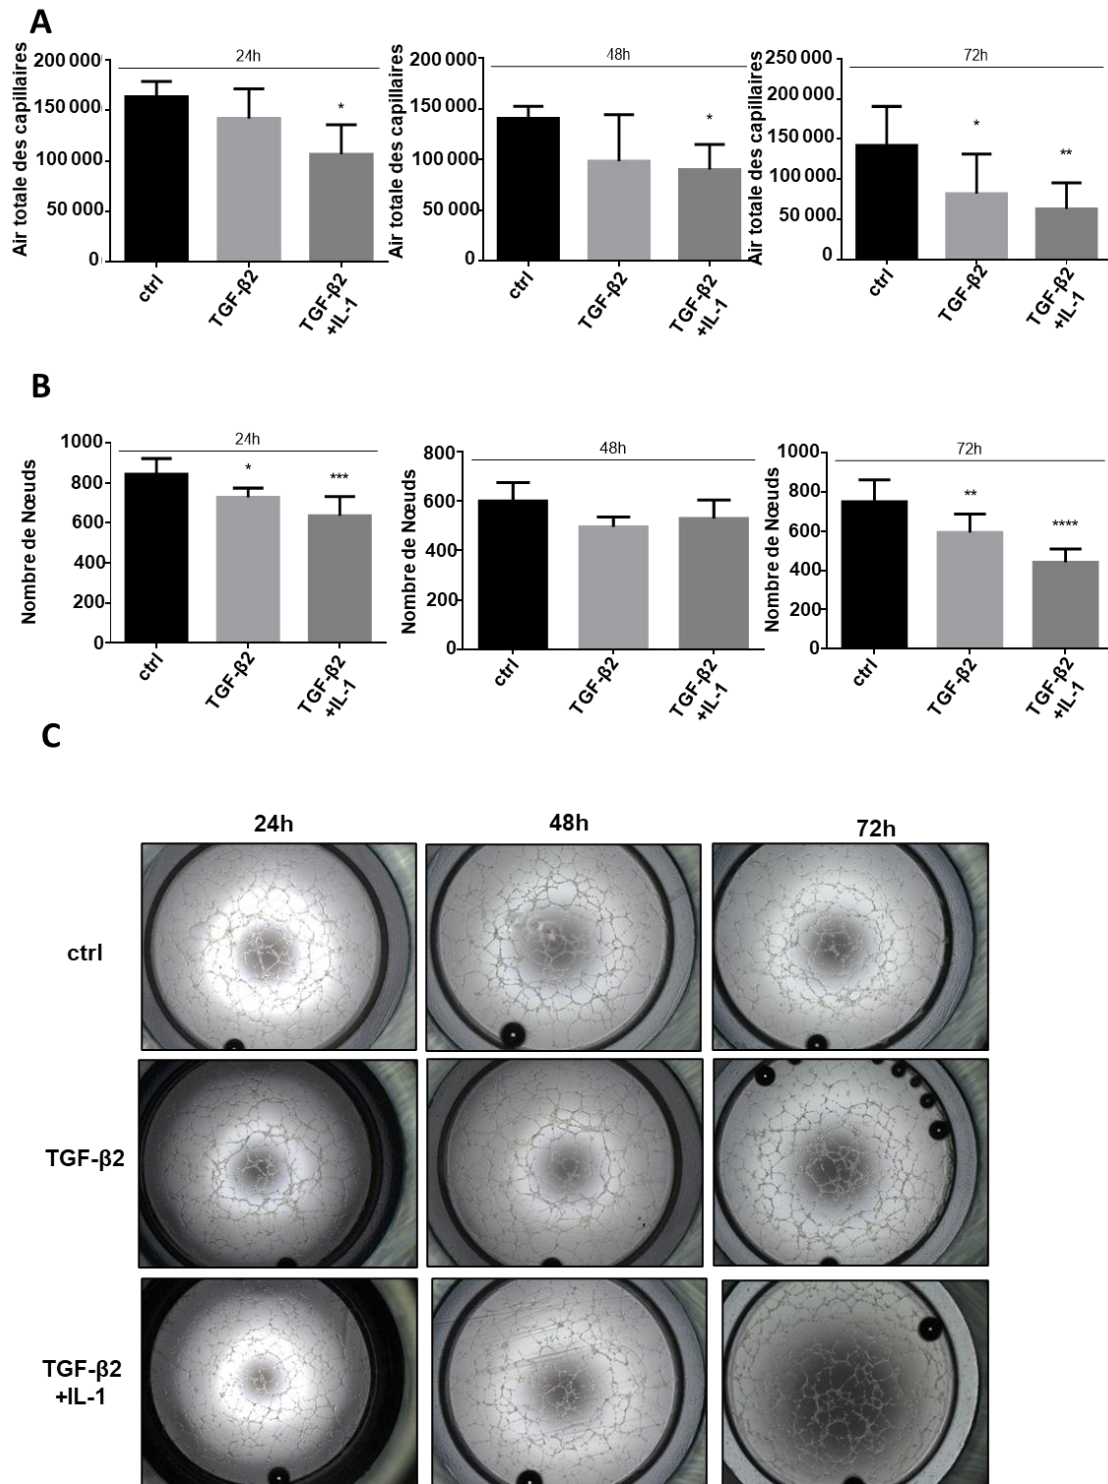 A
Air totale des capillaires
200 000
150 000
100 000
50 000
0
24h
*
ctrl
TGF-β2
TGF-β2
+IL-1
Air totale des capillaires
200 000
150 000
100 000
50 000
0
48h
*
ctrl
TGF-β2
TGF-β2
+IL-1
Air totale des capillaires
250 000
200 000
150 000
100 000
50 000
0
72h
*
**
ctrl
TGF-β2
TGF-β2
+IL-1
B
Nombre de Nœuds
1000
800
600
400
200
0
24h
*
***
ctrl
TGF-β2
TGF-β2
+IL-1
Nombre de Nœuds
800
600
400
200
0
48h
ctrl
TGF-β2
TGF-β2
+IL-1
Nombre de Nœuds
1000
800
600
400
200
0
72h
**
****
ctrl
TGF-β2
TGF-β2
+IL-1
C
24h 48h 72h
ctrl
TGF-β2
TGF-β2
+IL-1